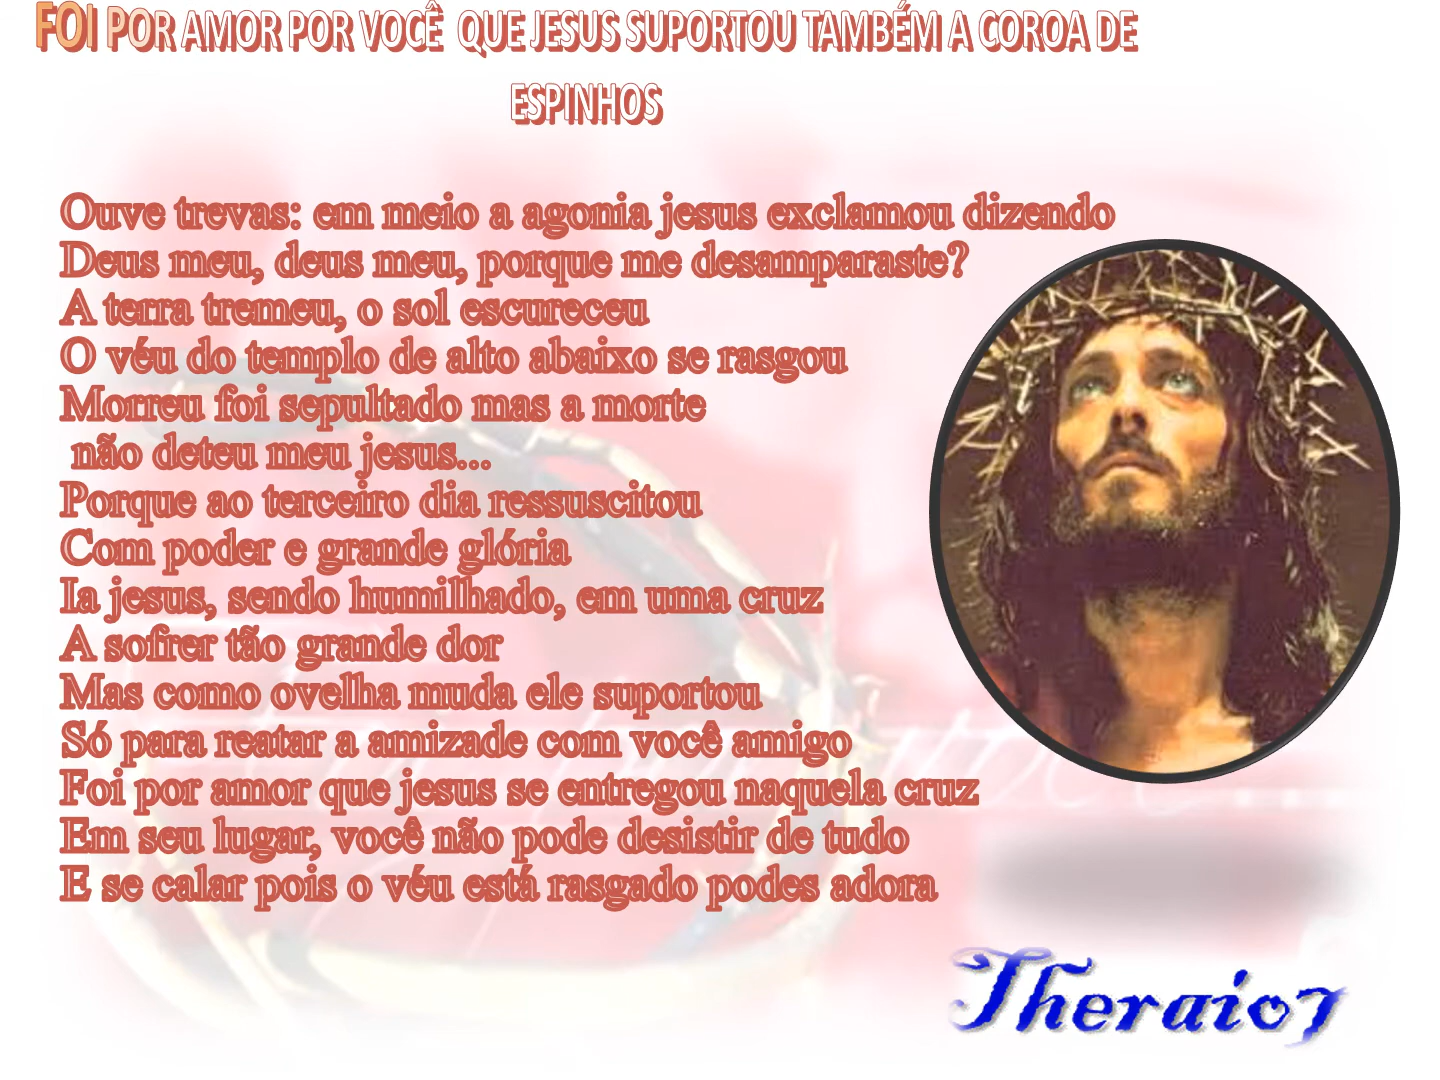 FOI POR AMOR POR VOCÊ QUE JESUS SUPORTOU TAMBÉM A COROA DE
ESPINHOS
Ouve trevas: em meio a agonia jesus exclamou dizendo
Deus meu, deus meu, porque me desamparaste?
A terra tremeu, o sol escureceu
O véu do templo de alto abaixo se rasgou
Morreu foi sepultado mas a morte
não deteu meu jesus...
Porque ao terceiro dia ressuscitou
Com poder e grande glória
Ia jesus, sendo humilhado, em uma cruz
A sofrer tão grande dor
Mas como ovelha muda ele suportou
Só para reatar a amizade com você amigo
Foi por amor que jesus se entregou naquela cruz
Em seu lugar, você não pode desistir de tudo
E se calar pois o véu está rasgado podes adora
Theraio7